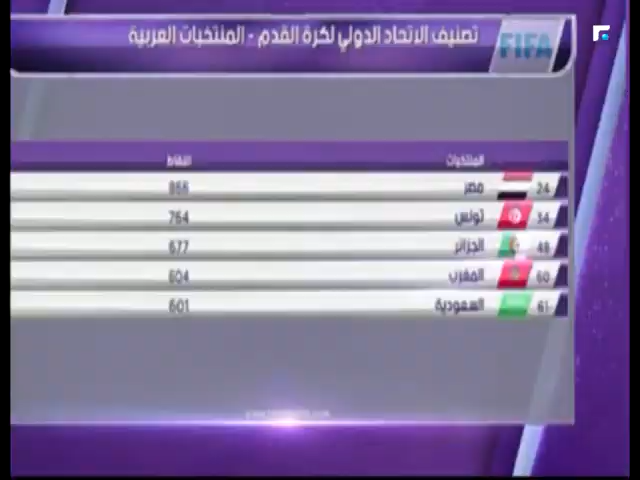 FIFA تصنيف الاتحاد الدولي لكرة القدم - المنتخبات العربية
المنتخبات النقاط
24 مصر 868
34 تونس 764
48 الجزائر 677
60 المغرب 604
61 السعودية 601